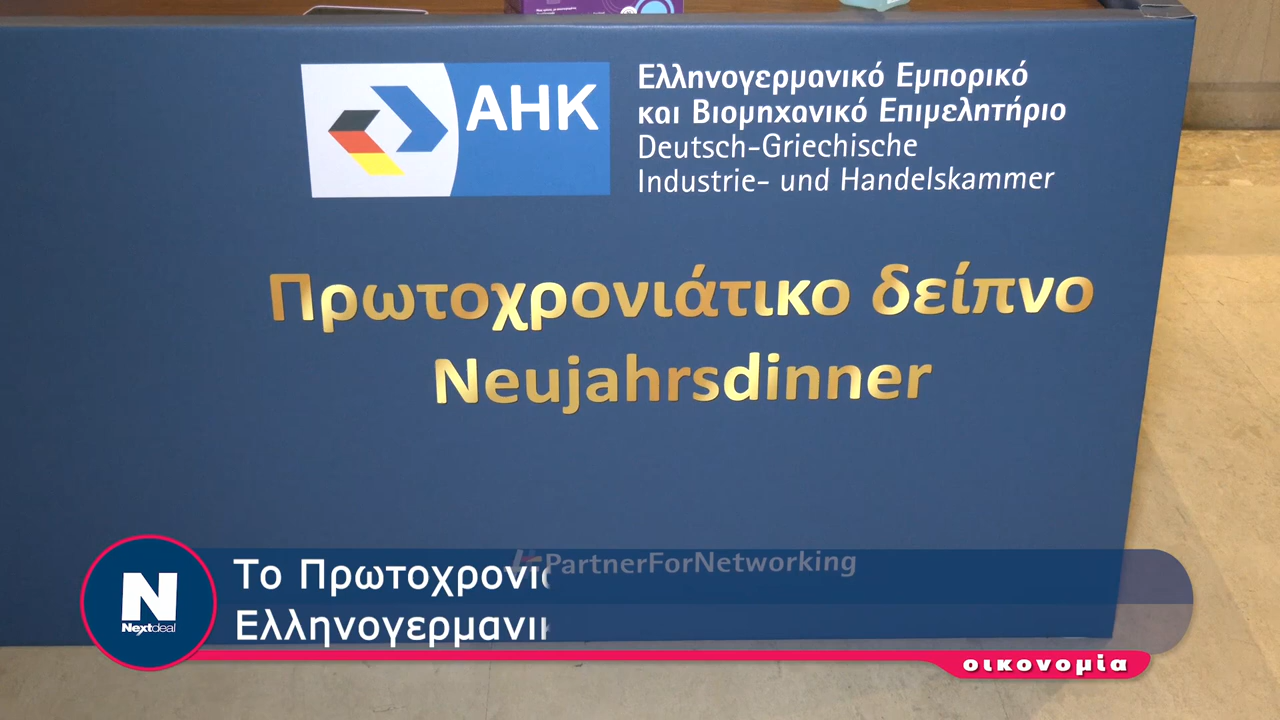 AHK
Ελληνογερμανικό Εμπορικό
και Βιομηχανικό Επιμελητήριο
Deutsch-Griechische
Industrie- und Handelskammer
Πρωτοχρονιάτικο δείπνο
Neujahrsdinner
#PartnerForNetworking
Το Πρωτοχρονι
Ελληνογερμανι
N
Nextdeal
οικονομία